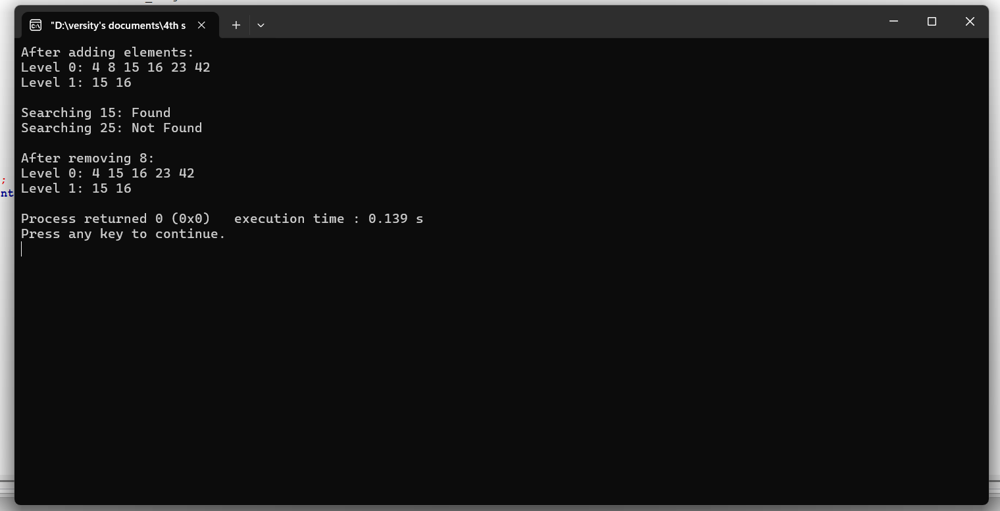 "D:\versity's documents\4th s
After adding elements:
Level 0: 4 8 15 16 23 42
Level 1: 15 16
Searching 15: Found
Searching 25: Not Found
After removing 8:
Level 0: 4 15 16 23 42
Level 1: 15 16
;
nt
Process returned 0 (0x0)   execution time : 0.139 s
Press any key to continue.